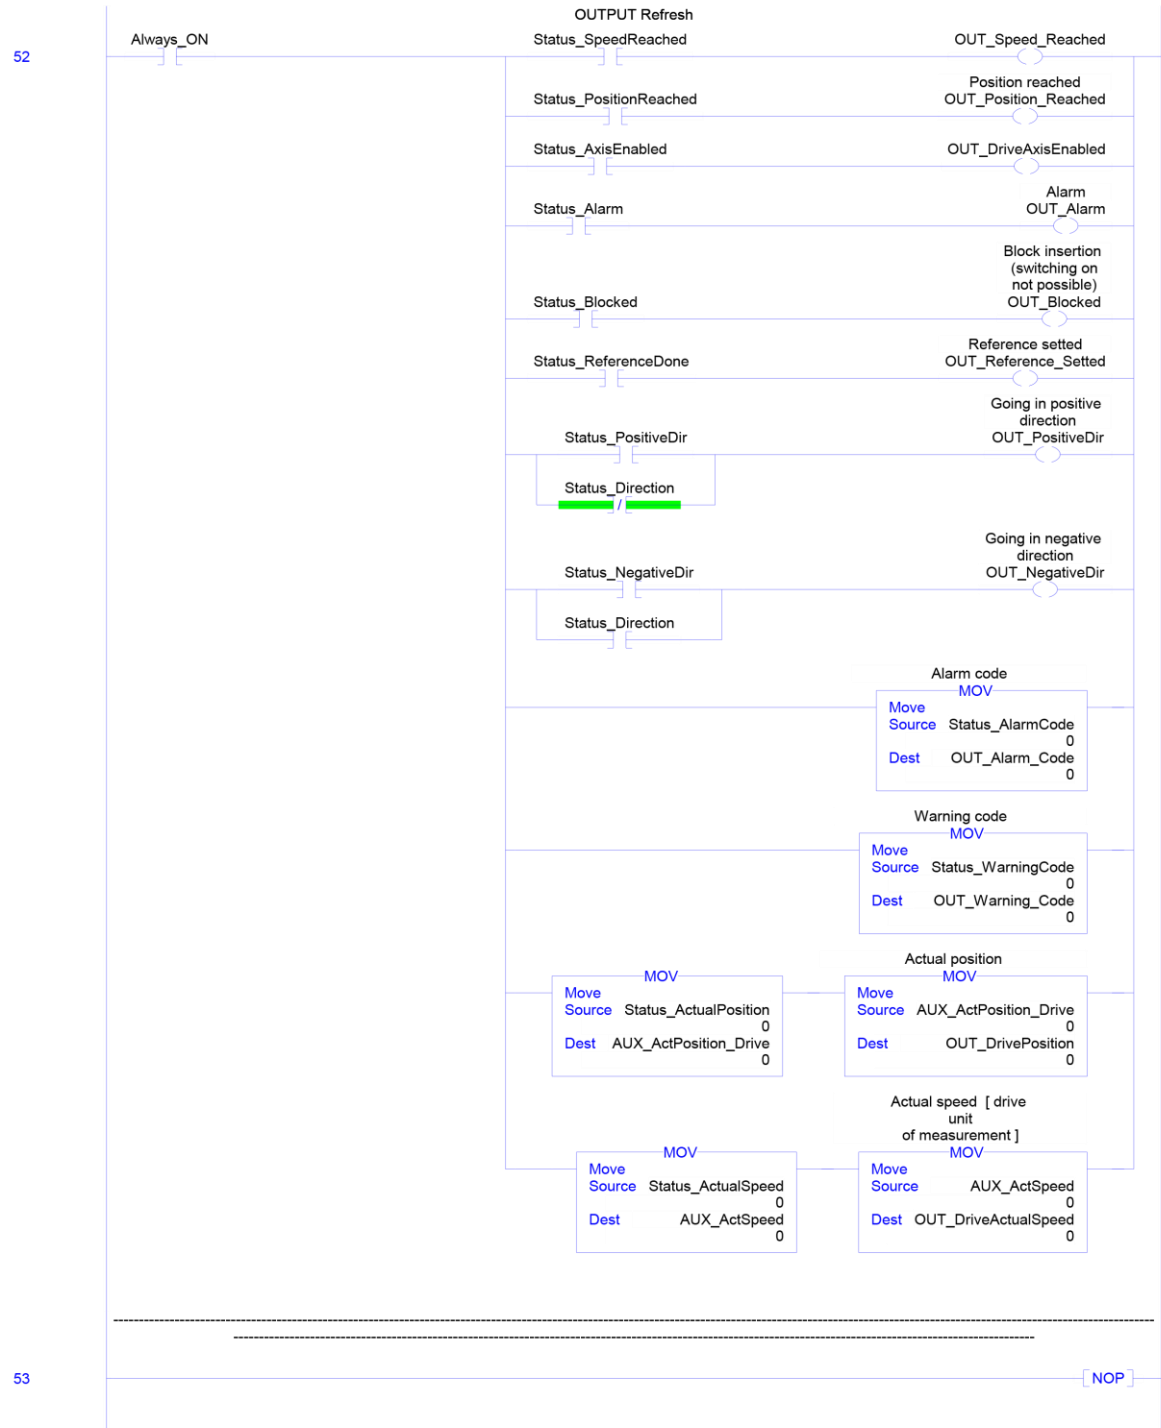 OUTPUT Refresh
52
Always_ON
Status_SpeedReached
OUT_Speed_Reached
Position reached
Status_PositionReached
OUT_Position_Reached
Status_AxisEnabled
OUT_DriveAxisEnabled
Alarm
Status_Alarm
OUT_Alarm
Block insertion
(switching on
not possible)
Status_Blocked
OUT_Blocked
Reference setted
Status_ReferenceDone
OUT_Reference_Setted
Going in positive
direction
Status_PositiveDir
OUT_PositiveDir
Status_Direction
/
Going in negative
direction
Status_NegativeDir
OUT_NegativeDir
Status_Direction
Alarm code
MOV
Move
Source Status_AlarmCode
0
Dest OUT_Alarm_Code
0
Warning code
MOV
Move
Source Status_WarningCode
0
Dest OUT_Warning_Code
0
MOV
Move
Source Status_ActualPosition
0
Dest AUX_ActPosition_Drive
0
Actual position
MOV
Move
Source AUX_ActPosition_Drive
0
Dest OUT_DrivePosition
0
MOV
Move
Source Status_ActualSpeed
0
Dest AUX_ActSpeed
0
Actual speed [ drive
unit
of measurement ]
MOV
Move
Source AUX_ActSpeed
0
Dest OUT_DriveActualSpeed
0
53
NOP